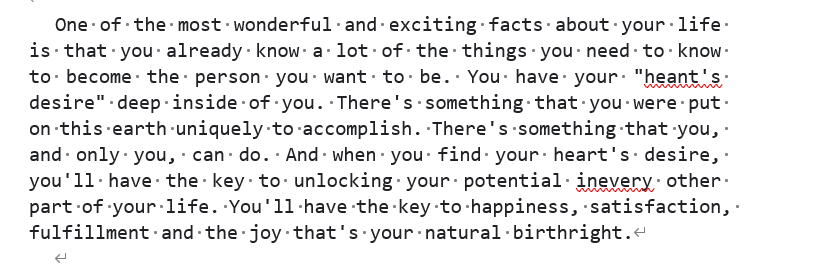 One of the most wonderful and exciting facts about your life
is that you already know a lot of the things you need to know
to become the person you want to be. You have your "heant's
desire" deep inside of you. There's something that you were put
on this earth uniquely to accomplish. There's something that you,
and only you, can do. And when you find your heart's desire,
you'll have the key to unlocking your potential inevery other
part of your life. You'll have the key to happiness, satisfaction,
fulfillment and the joy that's your natural birthright.